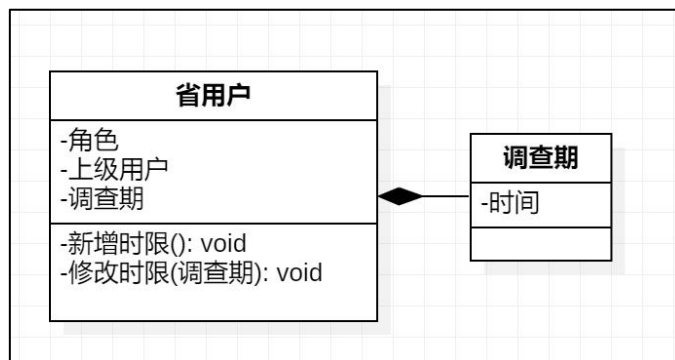 省用户
-角色
-上级用户
-调查期
-新增时限(): void
-修改时限(调查期): void
调查期
-时间